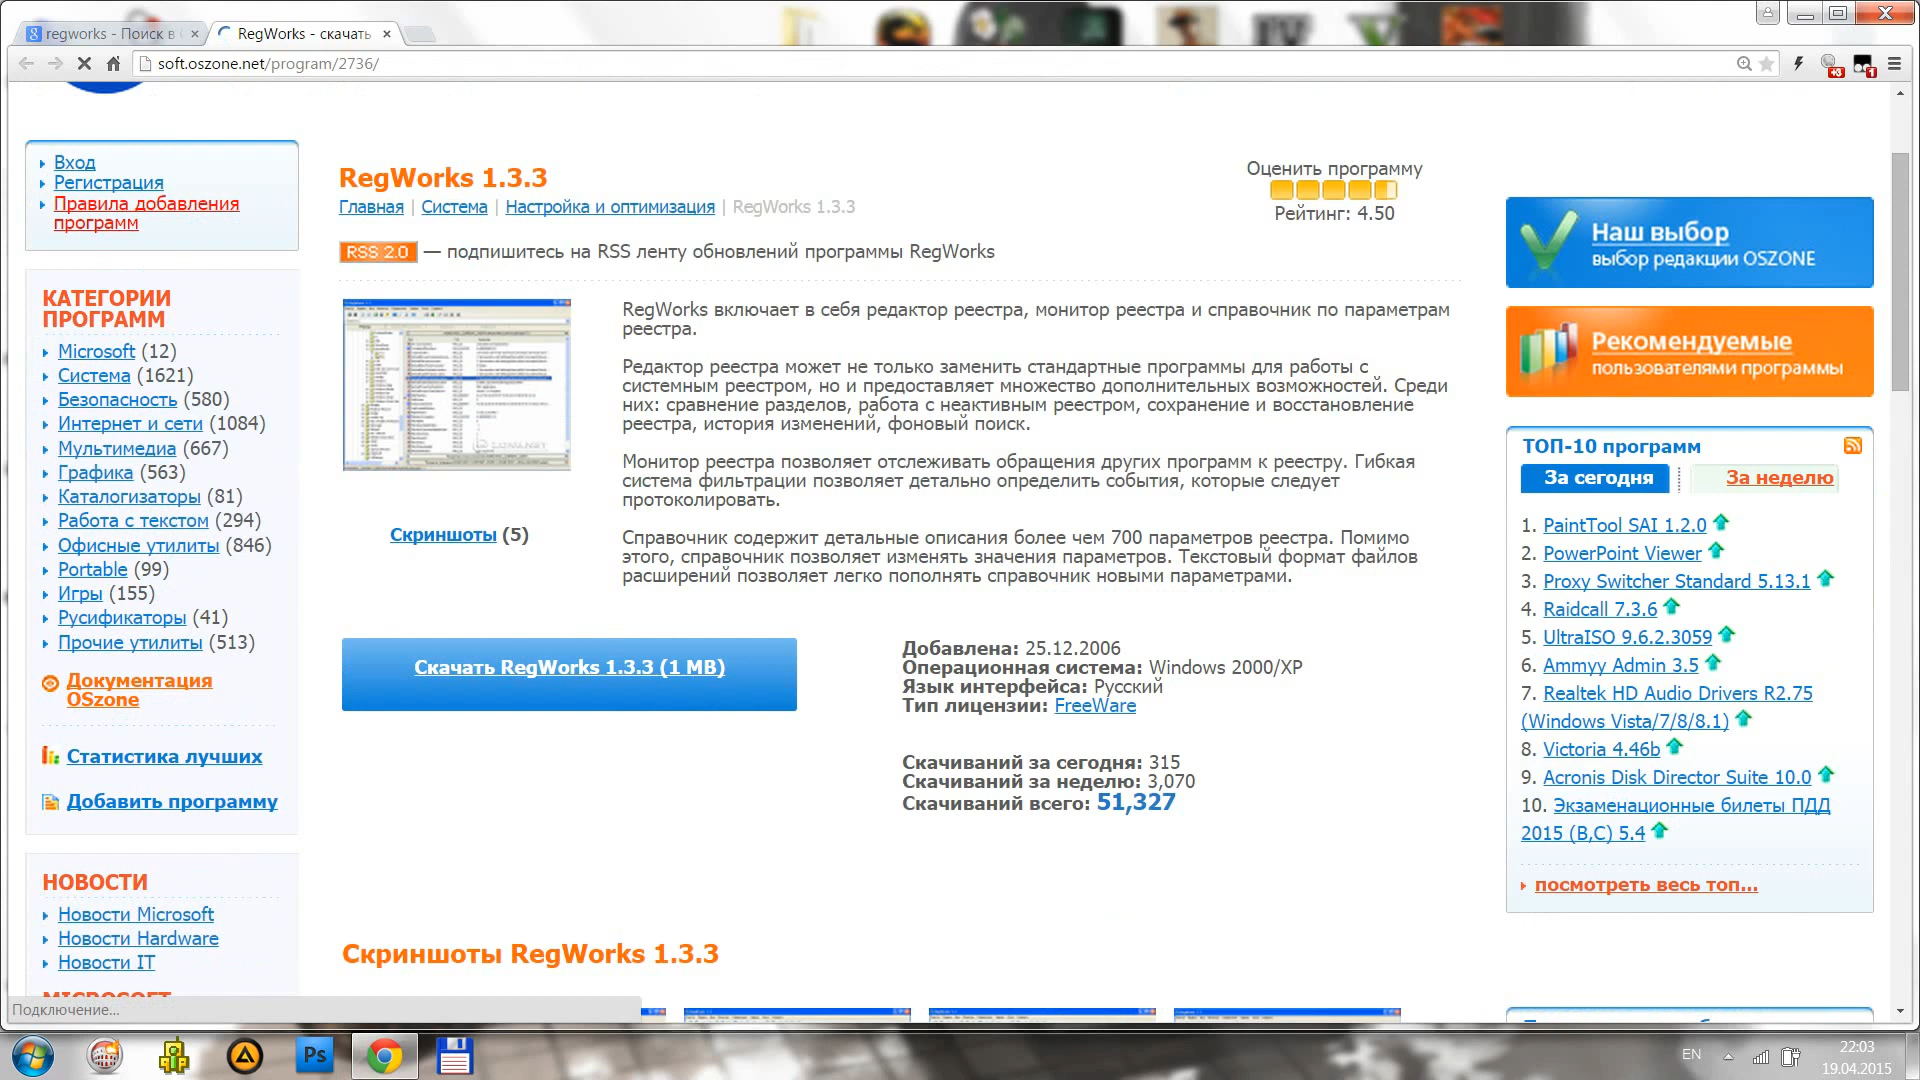 regworks - Поиск в
RegWorks - скачать
soft.oszone.net/program/2736/
Вход
Регистрация
Правила добавления
программ
КАТЕГОРИИ
ПРОГРАММ
Microsoft (12)
Система (1621)
Безопасность (580)
Интернет и сети (1084)
Мультимедиа (667)
Графика (563)
Каталогизаторы (81)
Работа с текстом (294)
Офисные утилиты (846)
Portable (99)
Игры (155)
Русификаторы (41)
Прочие утилиты (513)
Документация
OSzone
Статистика лучших
Добавить программу
НОВОСТИ
Новости Microsoft
Новости Hardware
Новости IT
MICROSOFT
Подключение...
RegWorks 1.3.3
Главная | Система | Настройка и оптимизация | RegWorks 1.3.3
Оценить программу
Рейтинг: 4.50
RSS 2.0 — подпишитесь на RSS ленту обновлений программы RegWorks
Скриншоты (5)
RegWorks включает в себя редактор реестра, монитор реестра и справочник по параметрам
реестра.
Редактор реестра может не только заменить стандартные программы для работы с
системным реестром, но и предоставляет множество дополнительных возможностей. Среди
них: сравнение разделов, работа с неактивным реестром, сохранение и восстановление
реестра, история изменений, фоновый поиск.
Монитор реестра позволяет отслеживать обращения других программ к реестру. Гибкая
система фильтрации позволяет детально определить события, которые следует
протоколировать.
Справочник содержит детальные описания более чем 700 параметров реестра. Помимо
этого, справочник позволяет изменять значения параметров. Текстовый формат файлов
расширений позволяет легко пополнять справочник новыми параметрами.
Скачать RegWorks 1.3.3 (1 MB)
Добавлена: 25.12.2006
Операционная система: Windows 2000/XP
Язык интерфейса: Русский
Тип лицензии: FreeWare
Скачиваний за сегодня: 315
Скачиваний за неделю: 3,070
Скачиваний всего: 51,327
Скриншоты RegWorks 1.3.3
Наш выбор
выбор редакции OSZONE
Рекомендуемые
пользователями программы
ТОП-10 программ
За сегодня
За неделю
1. PaintTool SAI 1.2.0
2. PowerPoint Viewer
3. Proxy Switcher Standard 5.13.1
4. Raidcall 7.3.6
5. UltraISO 9.6.2.3059
6. Ammyy Admin 3.5
7. Realtek HD Audio Drivers R2.75
(Windows Vista/7/8/8.1)
8. Victoria 4.46b
9. Acronis Disk Director Suite 10.0
10. Экзаменационные билеты ПДД
2015 (B,C) 5.4
посмотреть весь топ...
Ps
EN
22:03
19.04.2015